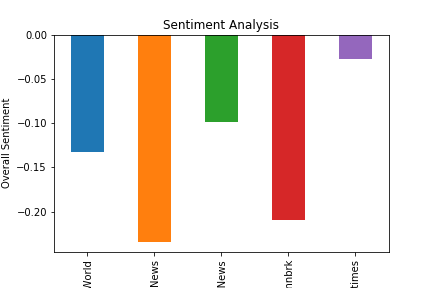 Sentiment Analysis
Overall Sentiment
0.00
−0.05
−0.10
−0.15
−0.20
World
News
News
nnbrk
times